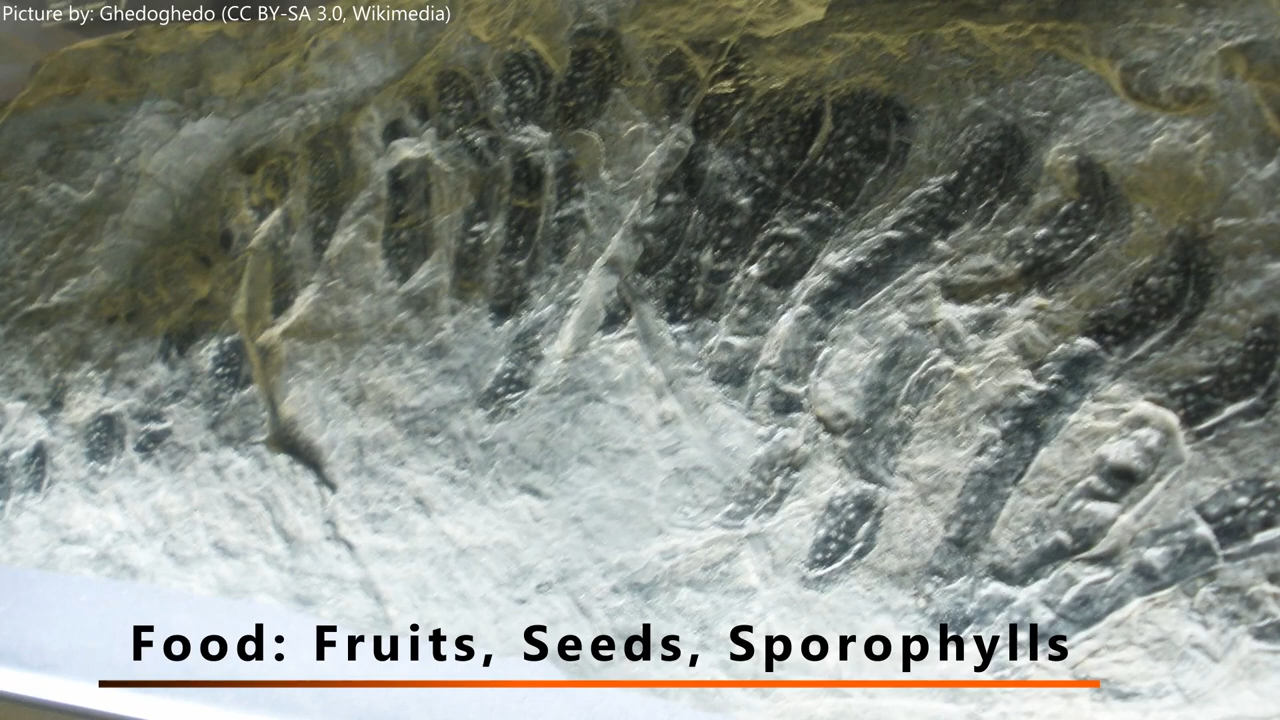 Picture by: Ghedoghedo (CC BY-SA 3.0, Wikimedia)
Food: Fruits, Seeds, Sporophylls